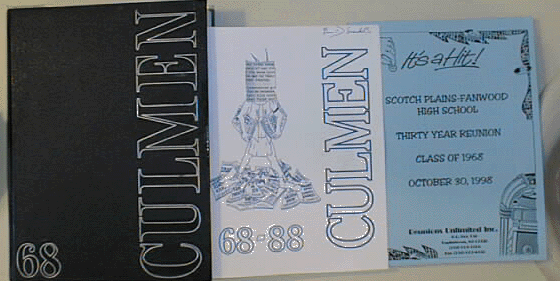 CULMEN
68
CULMEN
68-88
It's a Hit!
SCOTCH PLAINS-FANWOOD
HIGH SCHOOL
THIRTY YEAR REUNION
CLASS OF 1968
OCTOBER 30, 1998
Reunions Unlimited Inc.